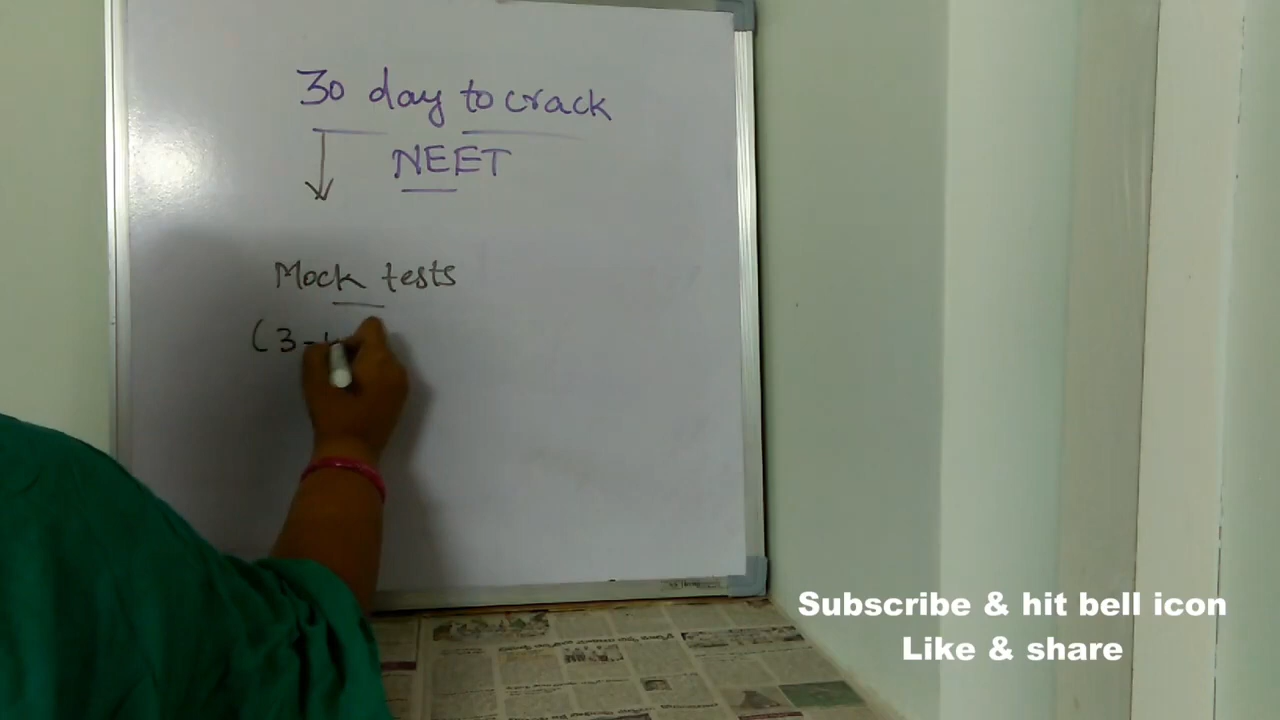 30 day to crack
NEET
Mock tests
(3-
Subscribe & hit bell icon
Like & share